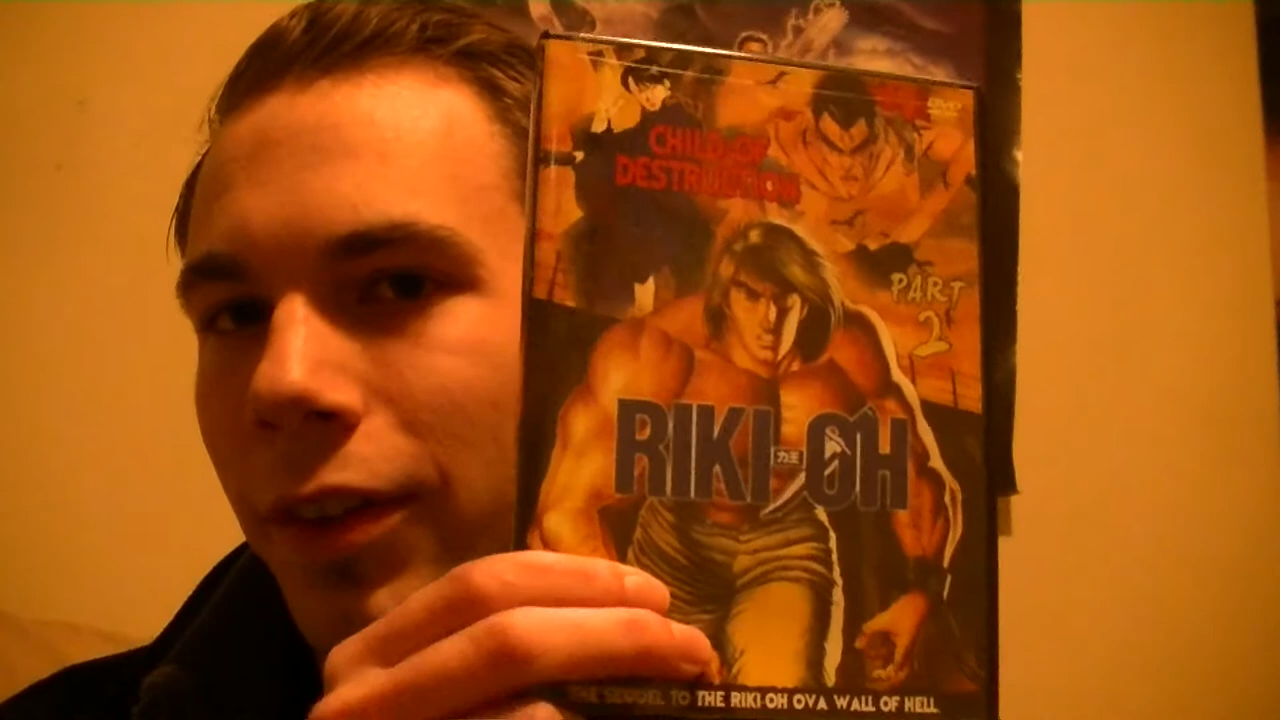 DVD
CHILD OF
DESTRUCTION
PART
2
RIKI-OH
力王
THE SEQUEL TO THE RIKI-OH OVA WALL OF HELL